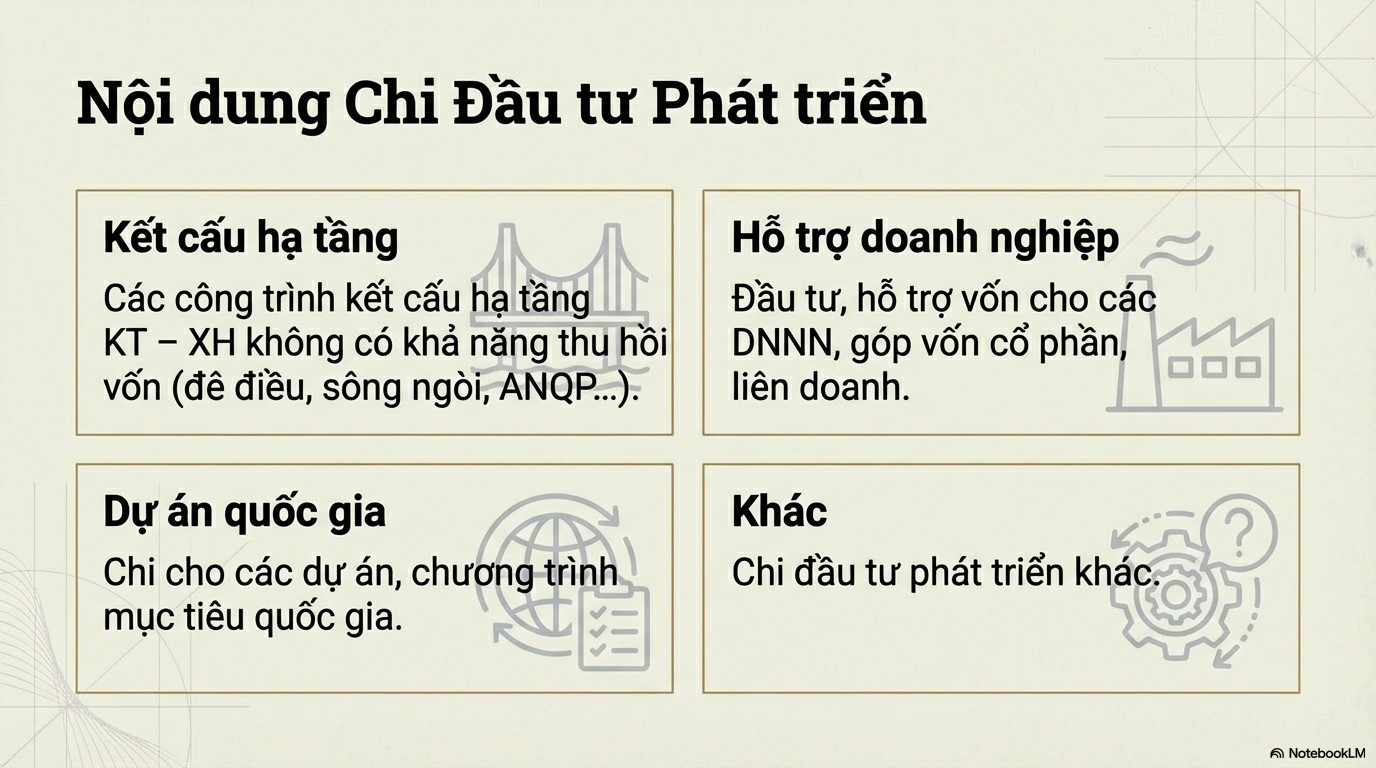 Nội dung Chi Đầu tư Phát triển
Kết cấu hạ tầng
Các công trình kết cấu hạ tầng
KT – XH không có khả năng thu hồi
vốn (đê điều, sông ngòi, ANQP...).
Hỗ trợ doanh nghiệp
Đầu tư, hỗ trợ vốn cho các
DNNN, góp vốn cổ phần,
liên doanh.
Dự án quốc gia
Chi cho các dự án, chương trình
mục tiêu quốc gia.
Khác
Chi đầu tư phát triển khác.
?
NotebookLM